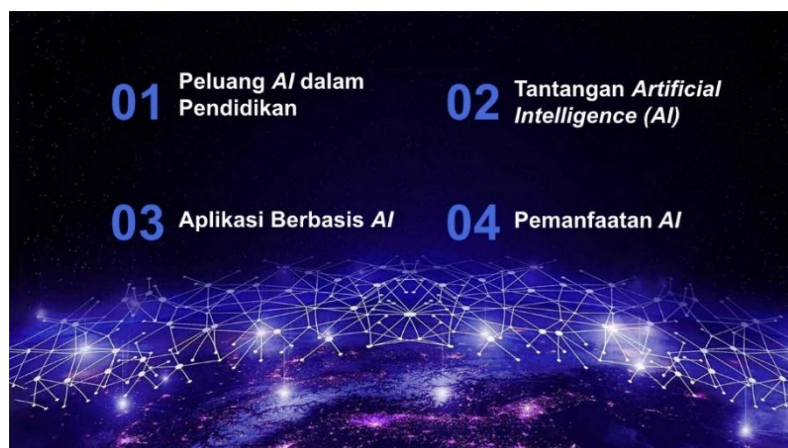 01
Peluang AI dalam
Pendidikan
02
Tantangan Artificial
Intelligence (AI)
03
Aplikasi Berbasis AI
04
Pemanfaatan AI